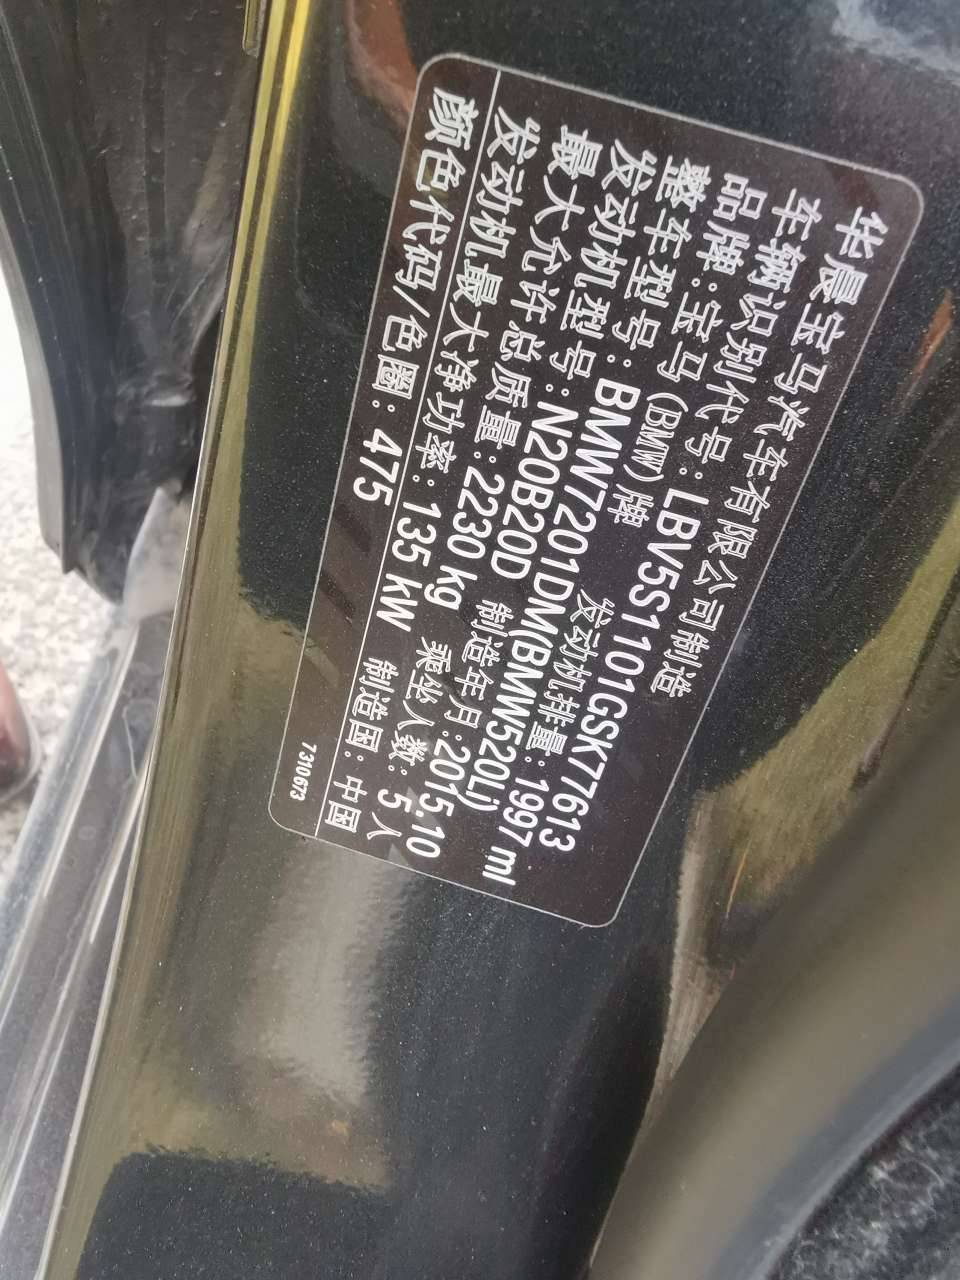 华晨宝马汽车有限公司制造
车辆识别代号：LBV5S1101GSK77613
品牌：宝马（BMW）牌
整车型号：BMW7201DM(BMW520Li)
发动机型号：N20B20D 发动机排量：1997 ml
最大允许总质量：2230 kg 制造年月：2015.10
发动机最大净功率：135 kW 乘坐人数：5 人
颜色代码/色圈：475 制造国：中国
7310673